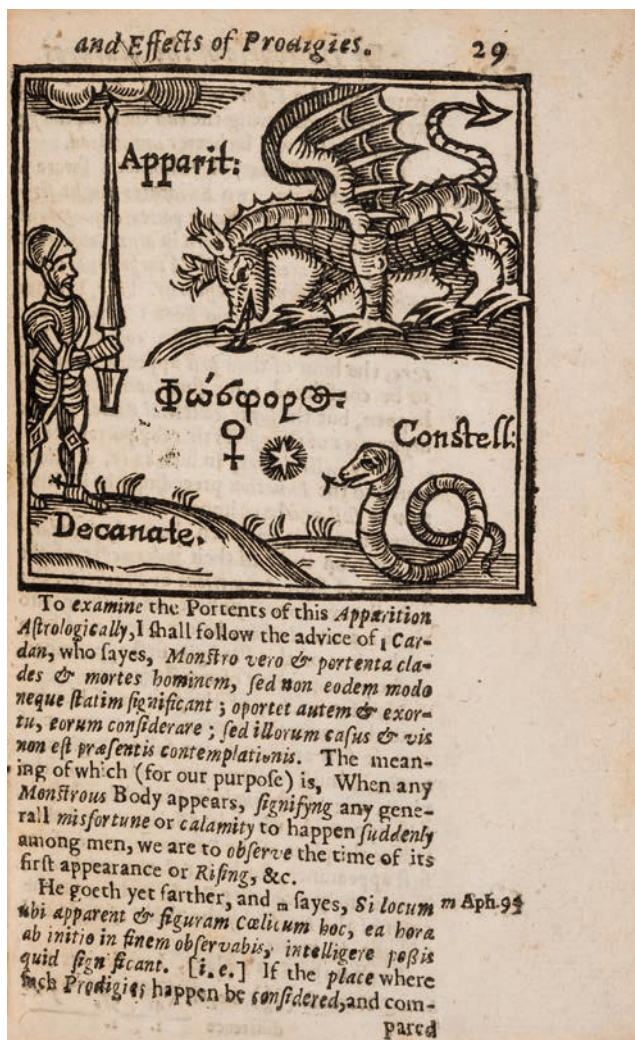 and Effects of Prodigies. 29
Apparit:
Φώσφορος:
♀
Constell:
Decanate.
To examine the Portents of this Apparition
Aſtrologically, I ſhall follow the advice of l Car-
dan, who ſayes, Monſtro vero & portenta cla-
des & mortes hominem, ſed non eodem modo
neque ſtatim ſignificant ; oportet autem & exor-
tu, eorum conſiderare ; ſed illorum caſus & vis
non eſt præſentis contemplationis. The mean-
ing of which (for our purpoſe) is, When any
Monſtrous Body appears, ſignifyng any gene-
rall misfortune or calamity to happen ſuddenly
among men, we are to obſerve the time of its
firſt appearance or Riſing, &c.
He goeth yet farther, and m ſayes, Si locum m Aph.94
ubi apparent & figuram Cœlicum hoc, ea hora
ab initio in finem obſervabis, intelligere poßis
quid ſign ficant. [i.e.] If the place where
ſuch Prodigies happen be conſidered, and com-
pared